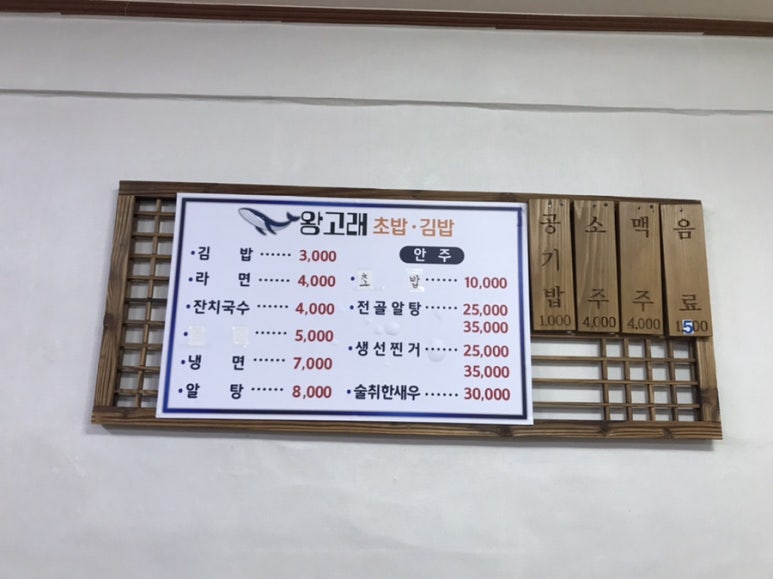 왕고래 초밥·김밥
•김 밥 ...... 3,000
•라 면 ...... 4,000
•잔치국수 ...... 4,000
• ...... 5,000
•냉 면 ...... 7,000
•알 탕 ...... 8,000
안 주
•초 밥 ...... 10,000
•전골알탕 ...... 25,000
35,000
•생선찐거 ...... 25,000
35,000
•술취한새우 ...... 30,000
공기밥 1,000
소주 4,000
맥주 4,000
음료 1,500